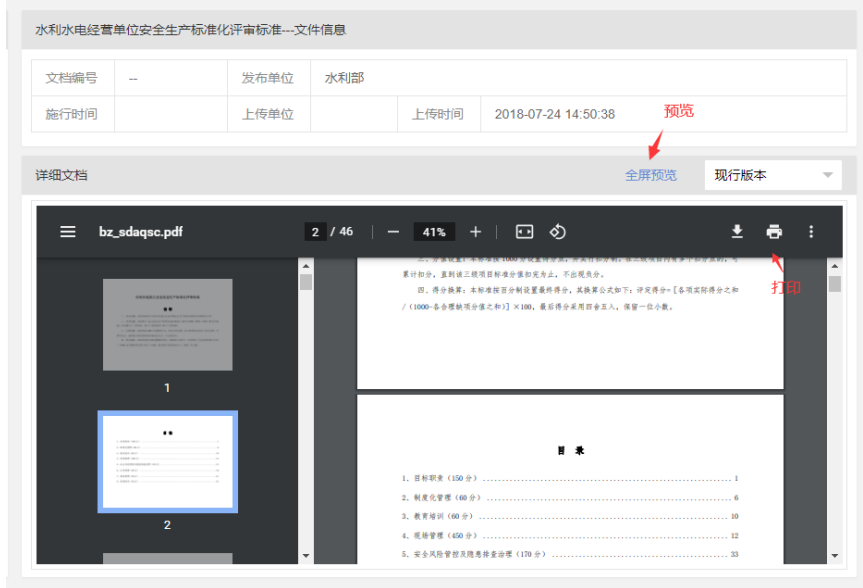 水利水电经营单位安全生产标准化评审标准---文件信息
文档编号 -- 发布单位 水利部
施行时间 上传单位 上传时间 2018-07-24 14:50:38
预览
详细文档 全屏预览 现行版本
bz_sdaqsc.pdf 2 / 46 41%
打印
累计扣分，直到该三级项目标准分值扣完为止，不出现负分。
四、得分换算：本标准按百分制设置最终得分，其换算公式如下：评定得分=［各项实际得分之和
/（1000-各合理缺项分值之和）］×100，最后得分采用四舍五入，保留一位小数。
1
目 录
1、目标职责（150 分） 1
2、制度化管理（60 分） 6
3、教育培训（60 分） 10
4、现场管理（450 分） 12
5、安全风险管控及隐患排查治理（170 分） 33
2